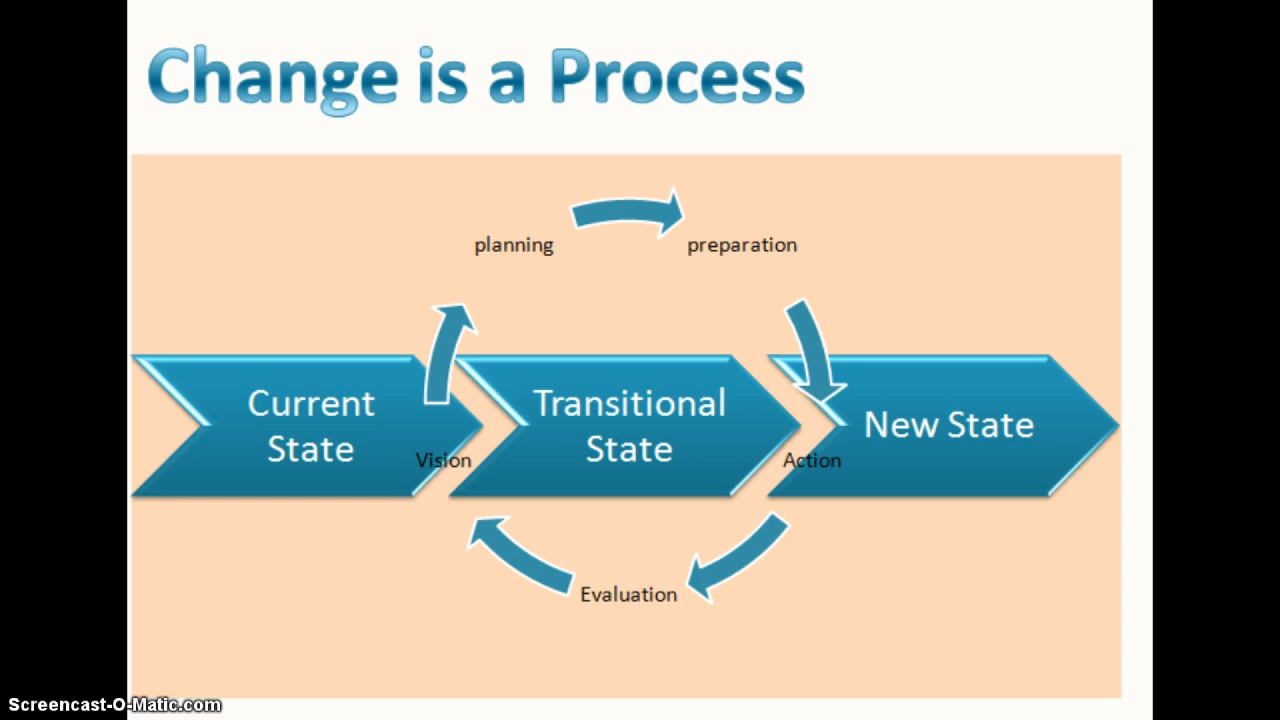 Change is a Process
planning
preparation
Current
State
Transitional
State
New State
Vision
Action
Evaluation
Screencast-O-Matic.com